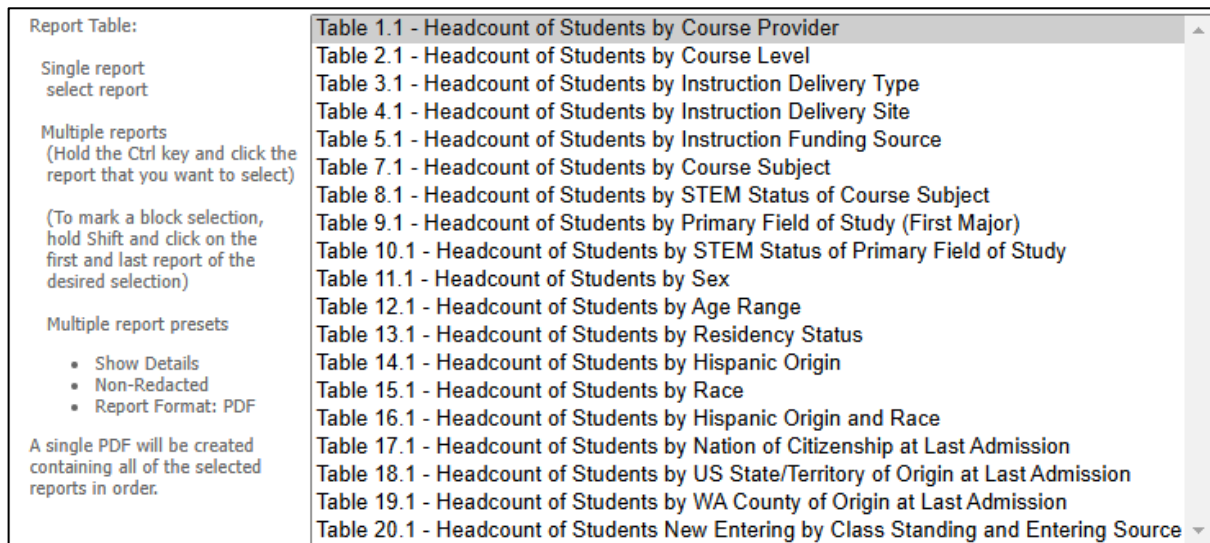 Report Table:
Single report
select report
Multiple reports
(Hold the Ctrl key and click the
report that you want to select)
(To mark a block selection,
hold Shift and click on the
first and last report of the
desired selection)
Multiple report presets
• Show Details
• Non-Redacted
• Report Format: PDF
A single PDF will be created
containing all of the selected
reports in order.
Table 1.1 - Headcount of Students by Course Provider
Table 2.1 - Headcount of Students by Course Level
Table 3.1 - Headcount of Students by Instruction Delivery Type
Table 4.1 - Headcount of Students by Instruction Delivery Site
Table 5.1 - Headcount of Students by Instruction Funding Source
Table 7.1 - Headcount of Students by Course Subject
Table 8.1 - Headcount of Students by STEM Status of Course Subject
Table 9.1 - Headcount of Students by Primary Field of Study (First Major)
Table 10.1 - Headcount of Students by STEM Status of Primary Field of Study
Table 11.1 - Headcount of Students by Sex
Table 12.1 - Headcount of Students by Age Range
Table 13.1 - Headcount of Students by Residency Status
Table 14.1 - Headcount of Students by Hispanic Origin
Table 15.1 - Headcount of Students by Race
Table 16.1 - Headcount of Students by Hispanic Origin and Race
Table 17.1 - Headcount of Students by Nation of Citizenship at Last Admission
Table 18.1 - Headcount of Students by US State/Territory of Origin at Last Admission
Table 19.1 - Headcount of Students by WA County of Origin at Last Admission
Table 20.1 - Headcount of Students New Entering by Class Standing and Entering Source